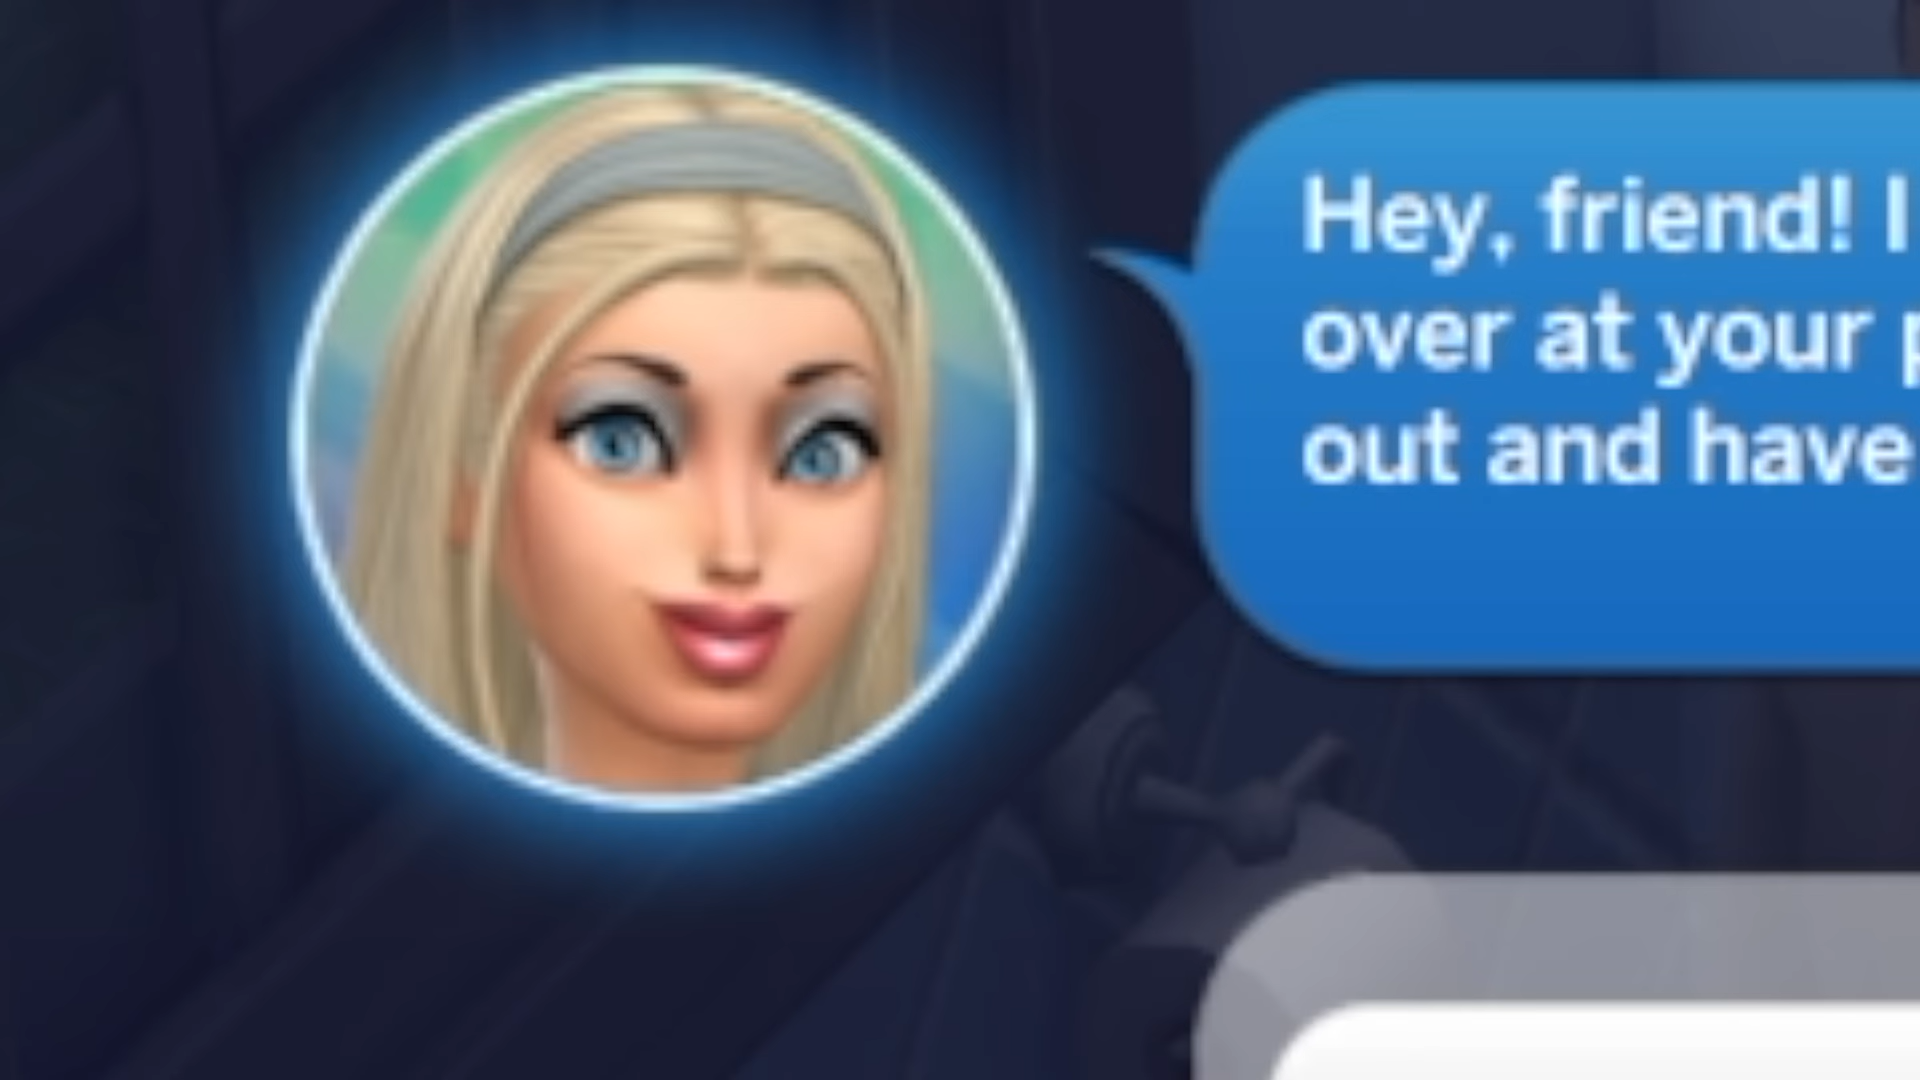 Hey, friend! I
over at your
out and have